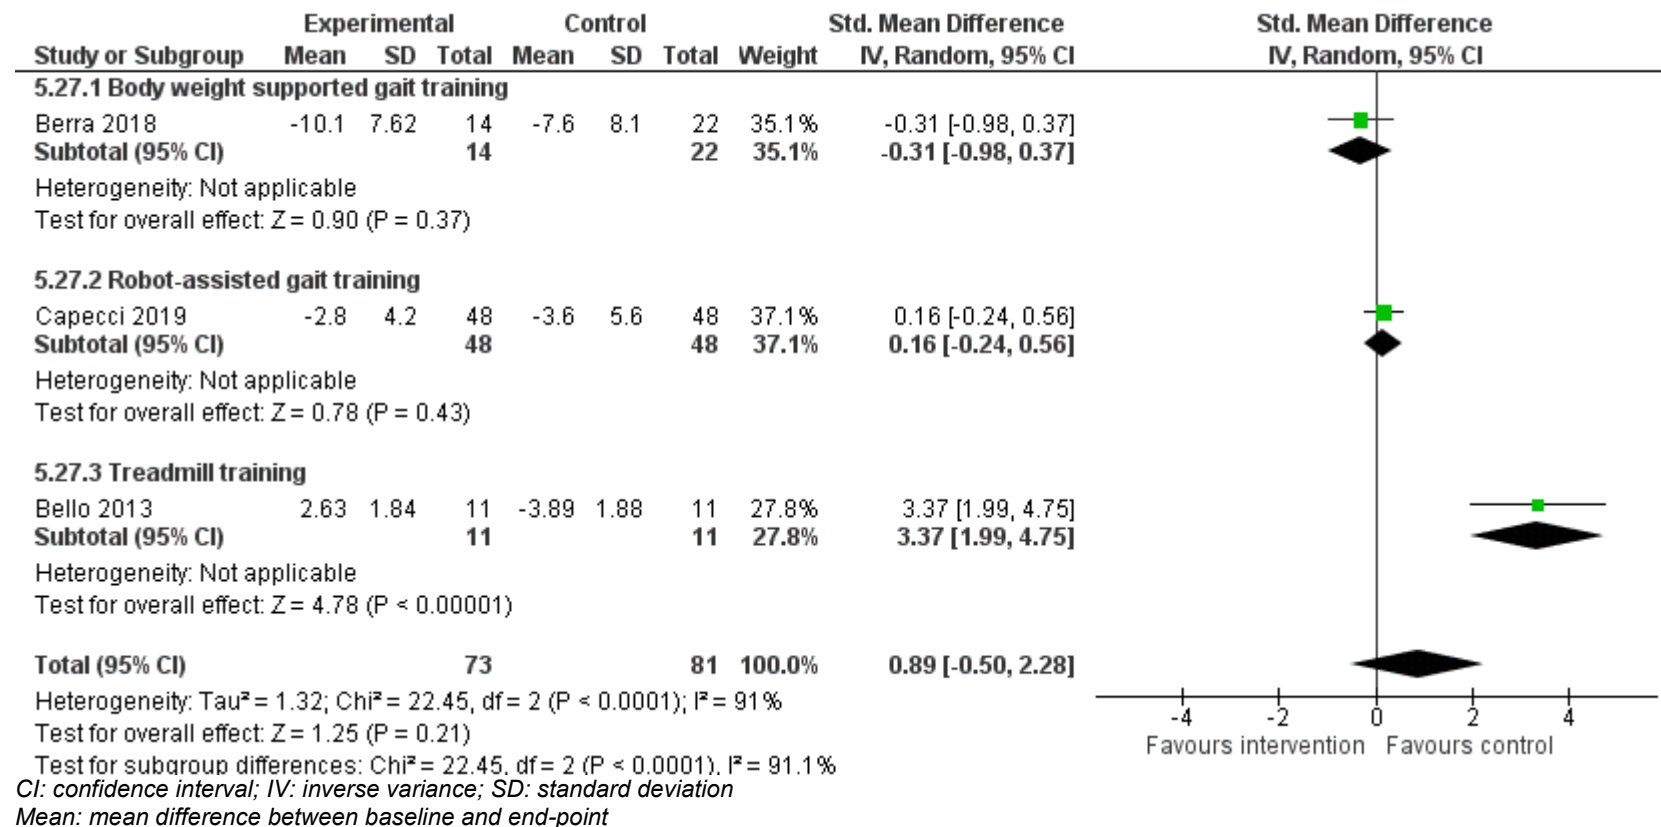 Experimental Control Std. Mean Difference Std. Mean Difference
Study or Subgroup Mean SD Total Mean SD Total Weight IV, Random, 95% CI IV, Random, 95% CI
5.27.1 Body weight supported gait training
Berra 2018 -10.1 7.62 14 -7.6 8.1 22 35.1% -0.31 [-0.98, 0.37]
Subtotal (95% CI) 14 22 35.1% -0.31 [-0.98, 0.37]
Heterogeneity: Not applicable
Test for overall effect: Z = 0.90 (P = 0.37)
5.27.2 Robot-assisted gait training
Capecci 2019 -2.8 4.2 48 -3.6 5.6 48 37.1% 0.16 [-0.24, 0.56]
Subtotal (95% CI) 48 48 37.1% 0.16 [-0.24, 0.56]
Heterogeneity: Not applicable
Test for overall effect: Z = 0.78 (P = 0.43)
5.27.3 Treadmill training
Bello 2013 2.63 1.84 11 -3.89 1.88 11 27.8% 3.37 [1.99, 4.75]
Subtotal (95% CI) 11 11 27.8% 3.37 [1.99, 4.75]
Heterogeneity: Not applicable
Test for overall effect: Z = 4.78 (P < 0.00001)
Total (95% CI) 73 81 100.0% 0.89 [-0.50, 2.28]
Heterogeneity: Tau² = 1.32; Chi² = 22.45, df = 2 (P < 0.0001); I² = 91%
Test for overall effect: Z = 1.25 (P = 0.21)
Test for subgroup differences: Chi² = 22.45, df = 2 (P < 0.0001), I² = 91.1%
-4 -2 0 2 4
Favours intervention Favours control
CI: confidence interval; IV: inverse variance; SD: standard deviation
Mean: mean difference between baseline and end-point